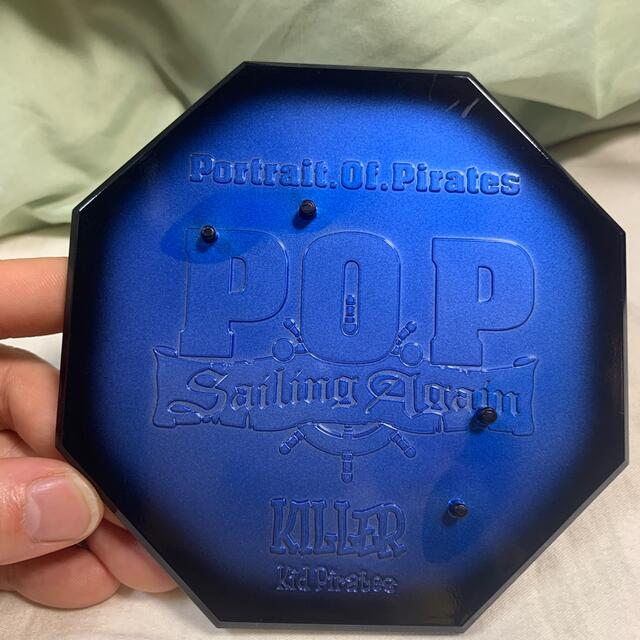 Portrait.Of.Pirates
P.O.P
Sailing Again
KILLER
Kid Pirates